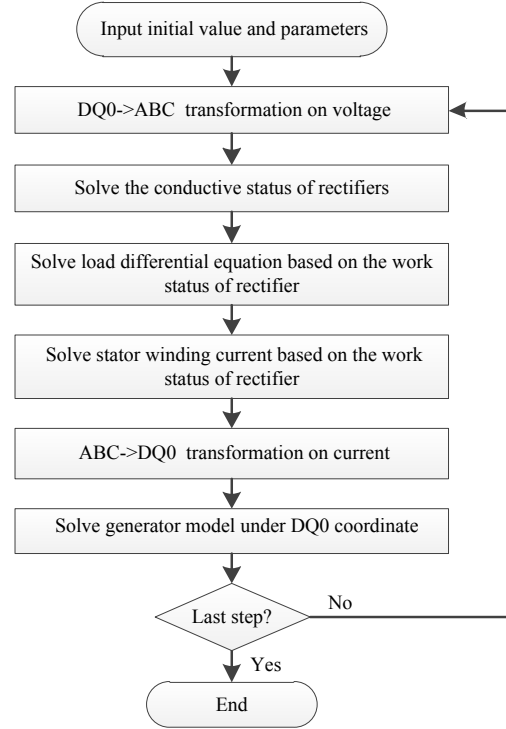 Input initial value and parameters
DQ0->ABC transformation on voltage
Solve the conductive status of rectifiers
Solve load differential equation based on the work
status of rectifier
Solve stator winding current based on the work
status of rectifier
ABC->DQ0 transformation on current
Solve generator model under DQ0 coordinate
Last step?
No
Yes
End